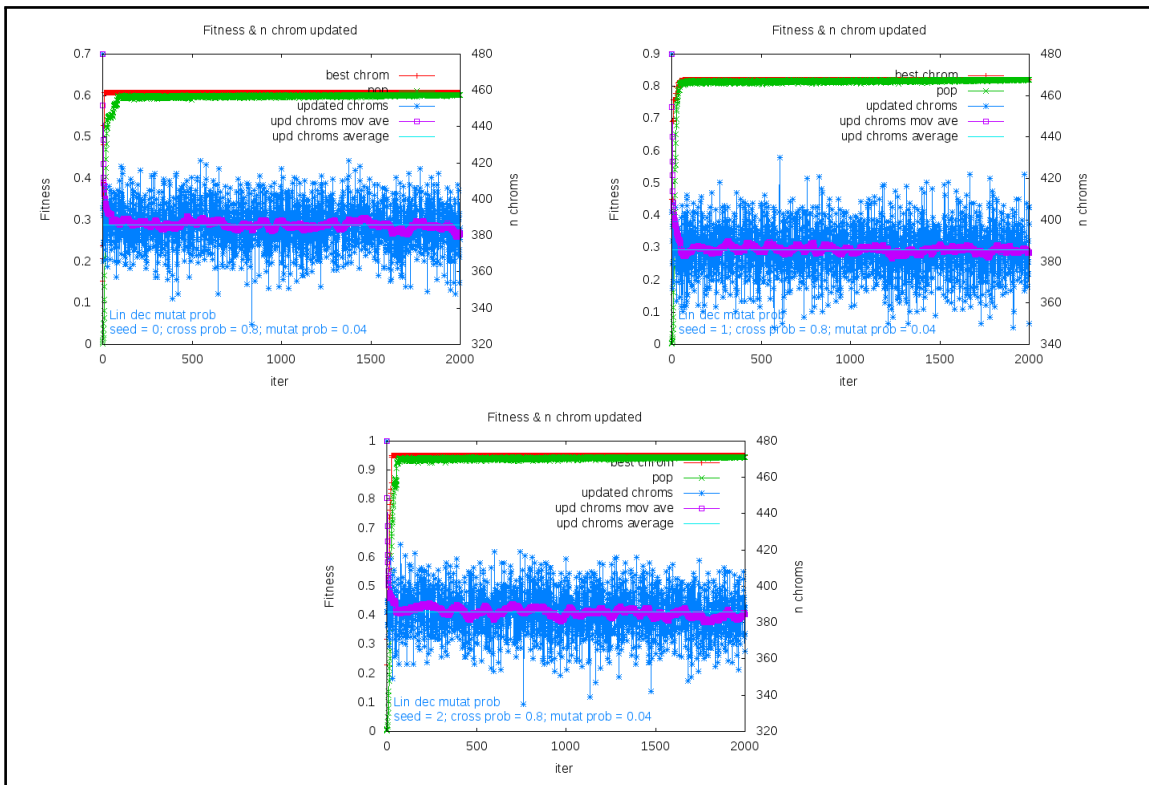 Fitness & n chrom updated
0.7
0.6
0.5
0.4
0.3
0.2
0.1
0
480
460
440
420
400
380
360
340
320
0
500
1000
1500
2000
Fitness
n chroms
iter
best chrom
pop
updated chroms
upd chroms mov ave
upd chroms average
Lin dec mutat prob
seed = 0; cross prob = 0.8; mutat prob = 0.04
Fitness & n chrom updated
0.9
0.8
0.7
0.6
0.5
0.4
0.3
0.2
0.1
0
480
460
440
420
400
380
360
340
0
500
1000
1500
2000
Fitness
n chroms
iter
best chrom
pop
updated chroms
upd chroms mov ave
upd chroms average
Lin dec mutat prob
seed = 1; cross prob = 0.8; mutat prob = 0.04
Fitness & n chrom updated
1
0.9
0.8
0.7
0.6
0.5
0.4
0.3
0.2
0.1
0
480
460
440
420
400
380
360
340
320
0
500
1000
1500
2000
Fitness
n chroms
iter
best chrom
pop
updated chroms
upd chroms mov ave
upd chroms average
Lin dec mutat prob
seed = 2; cross prob = 0.8; mutat prob = 0.04